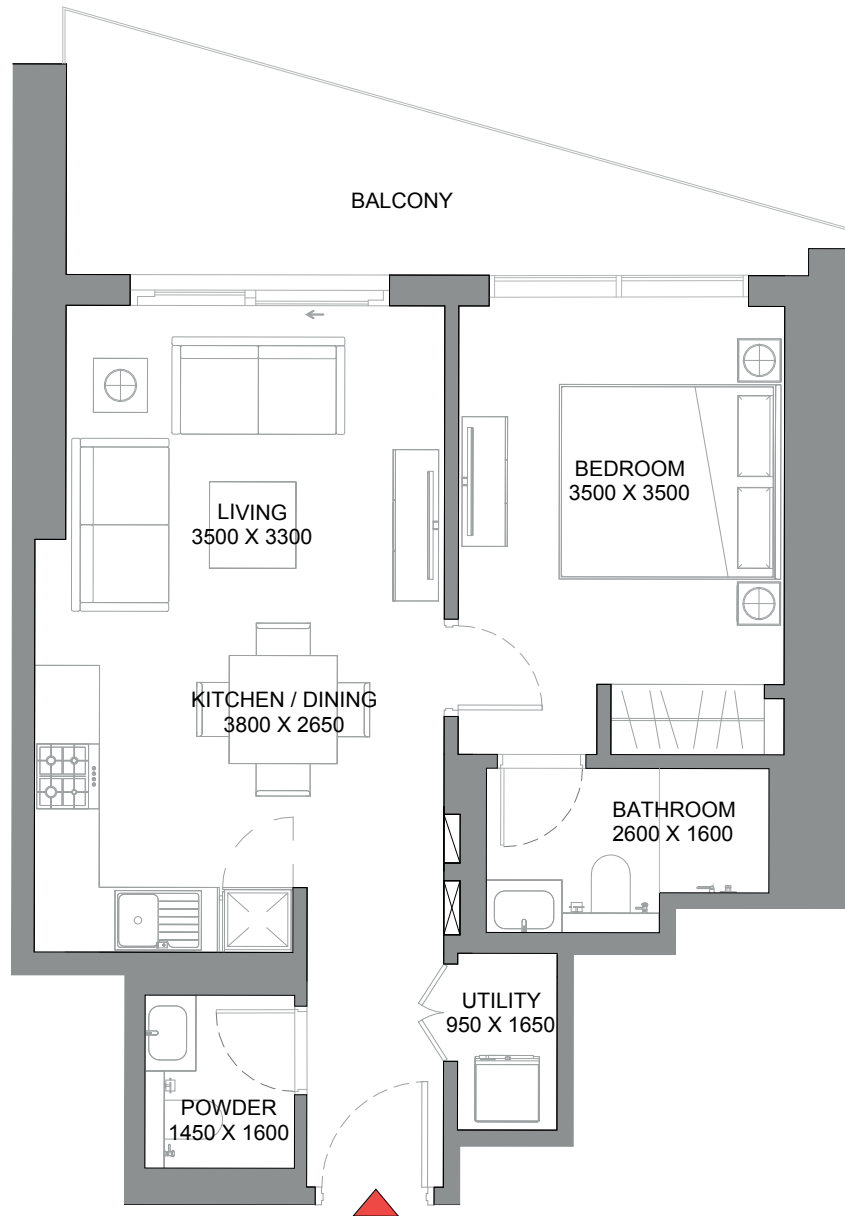 BALCONY
BEDROOM
3500 X 3500
LIVING
3500 X 3300
KITCHEN / DINING
3800 X 2650
BATHROOM
2600 X 1600
UTILITY
950 X 1650
POWDER
1450 X 1600